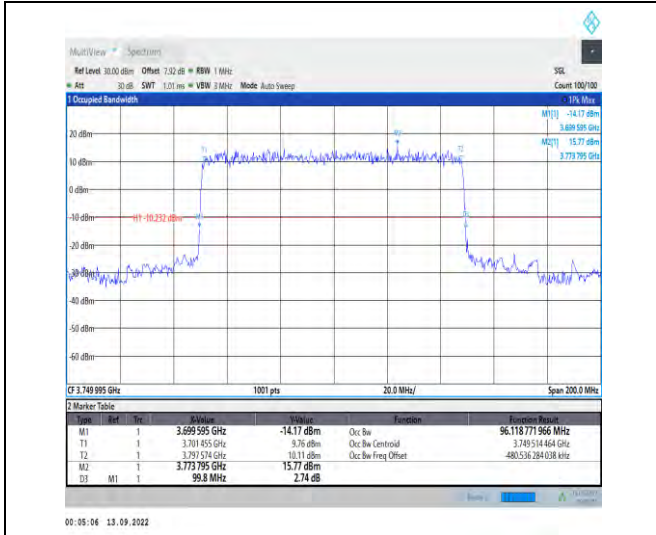 MultiView Spectrum
Ref Level 30.00 dBm Offset 7.92 dB RBW 1 MHz SGL
Att 30 dB SWT 1.01 ms VBW 3 MHz Mode Auto Sweep Count 100/100
1 Occupied Bandwidth 1Pk Max
M1[1] -14.17 dBm
3.699 595 GHz
M2[1] 15.77 dBm
3.773 795 GHz
20 dBm
T1 M2 T2
10 dBm
0 dBm
-10 dBm H1 -10.232 dBm
-20 dBm
-30 dBm
-40 dBm
-50 dBm
-60 dBm
CF 3.749 995 GHz 1001 pts 20.0 MHz/ Span 200.0 MHz
2 Marker Table
Type Ref Trc X-Value Y-Value Function Function Result
M1 1 3.699 595 GHz -14.17 dBm Occ Bw 96.118 771 966 MHz
T1 1 3.701 455 GHz 9.76 dBm Occ Bw Centroid 3.749 514 464 GHz
T2 1 3.797 574 GHz 10.11 dBm Occ Bw Freq Offset -480.536 284 038 kHz
M2 1 3.773 795 GHz 15.77 dBm
D3 M1 1 99.8 MHz 2.74 dB
00:05:06 13.09.2022